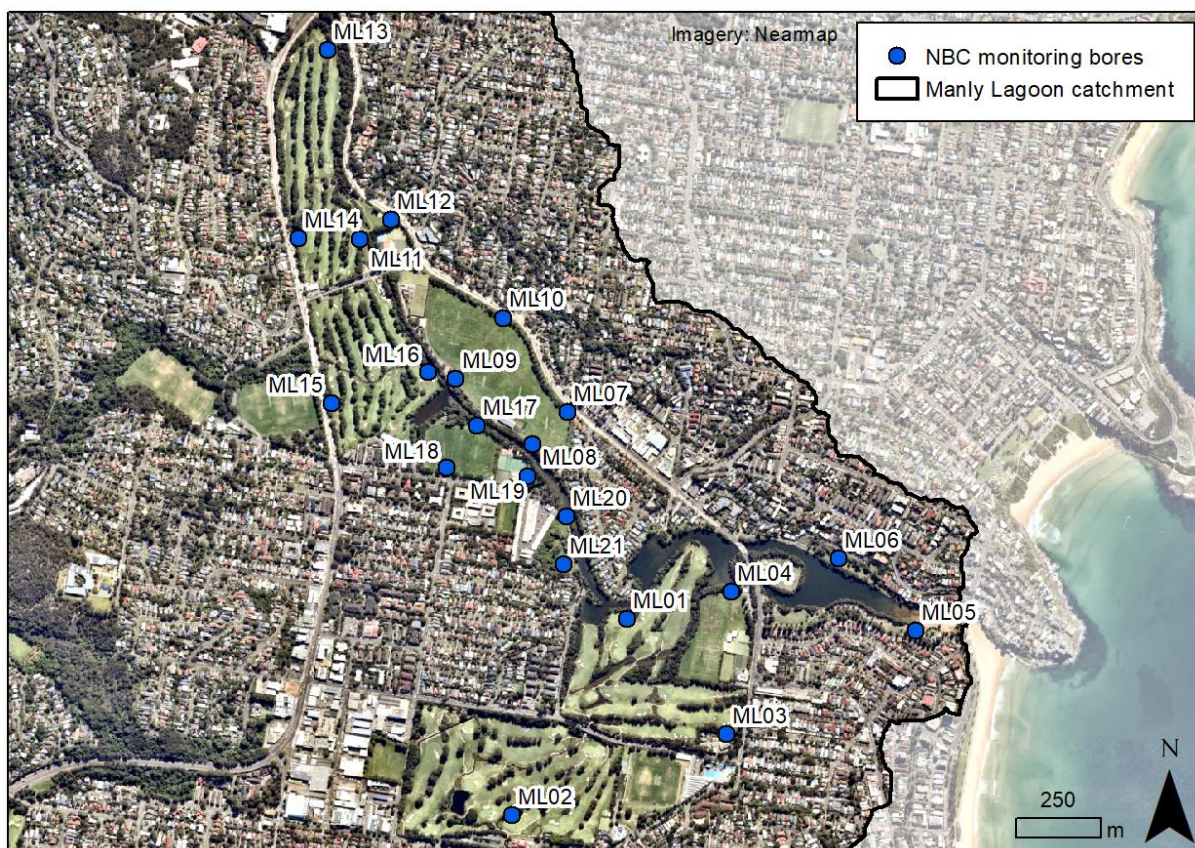 ML13
Imagery: Nearmap
NBC monitoring bores
Manly Lagoon catchment
ML12
ML14
ML11
ML10
ML16
ML09
ML15
ML17
ML07
ML08
ML18
ML19
ML20
ML21
ML06
ML04
ML01
ML05
ML03
ML02
N
250
m